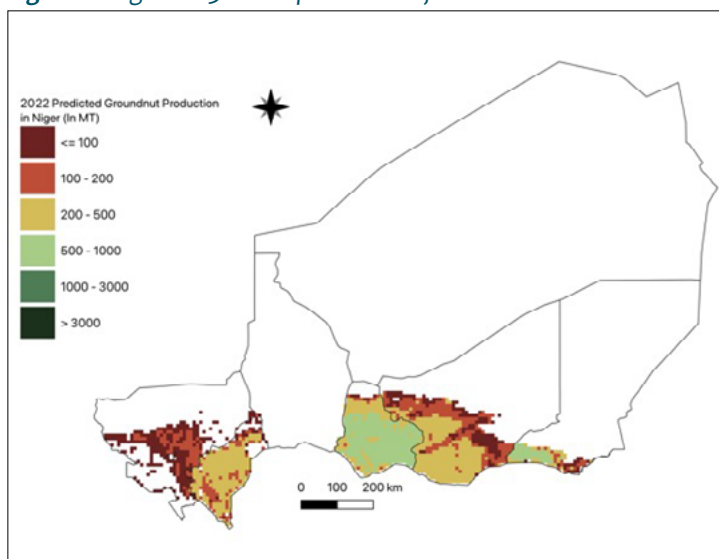 2022 Predicted Groundnut Production
in Niger (In MT)
<= 100
100 - 200
200 - 500
500 - 1000
1000 - 3000
> 3000
0 100 200 km